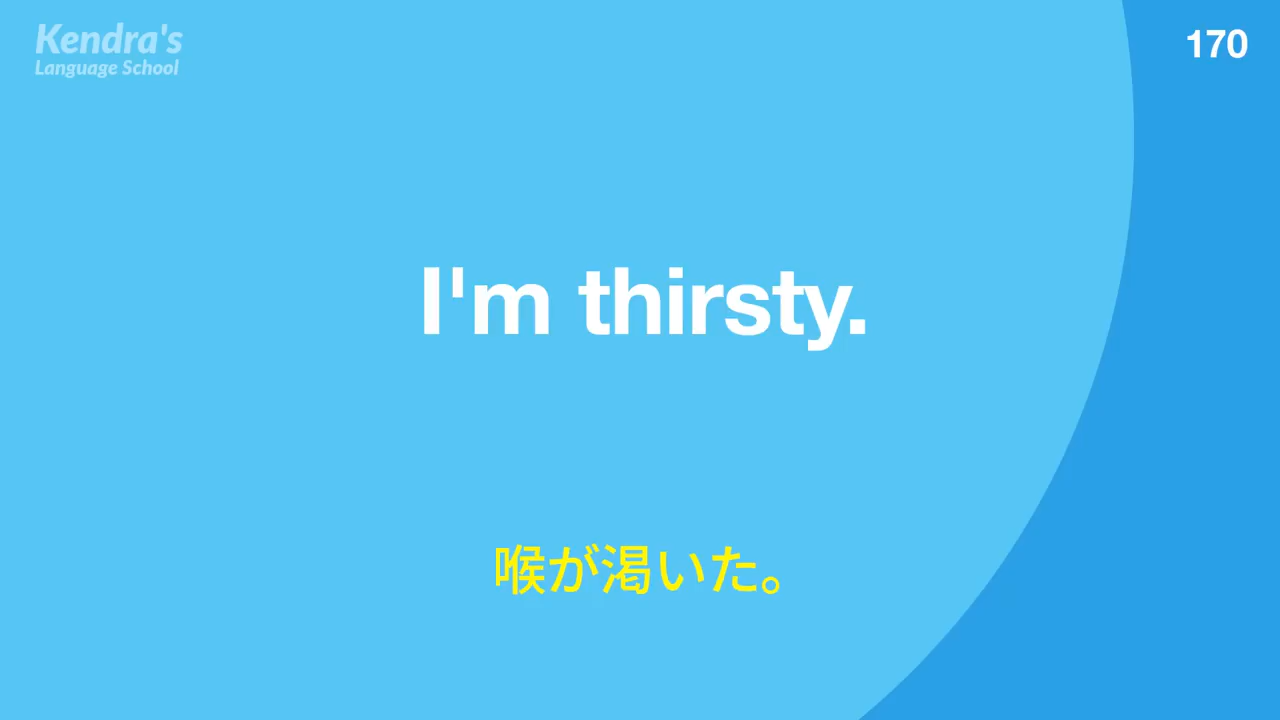 Kendra's
Language School
170
I'm thirsty.
喉が渇いた。